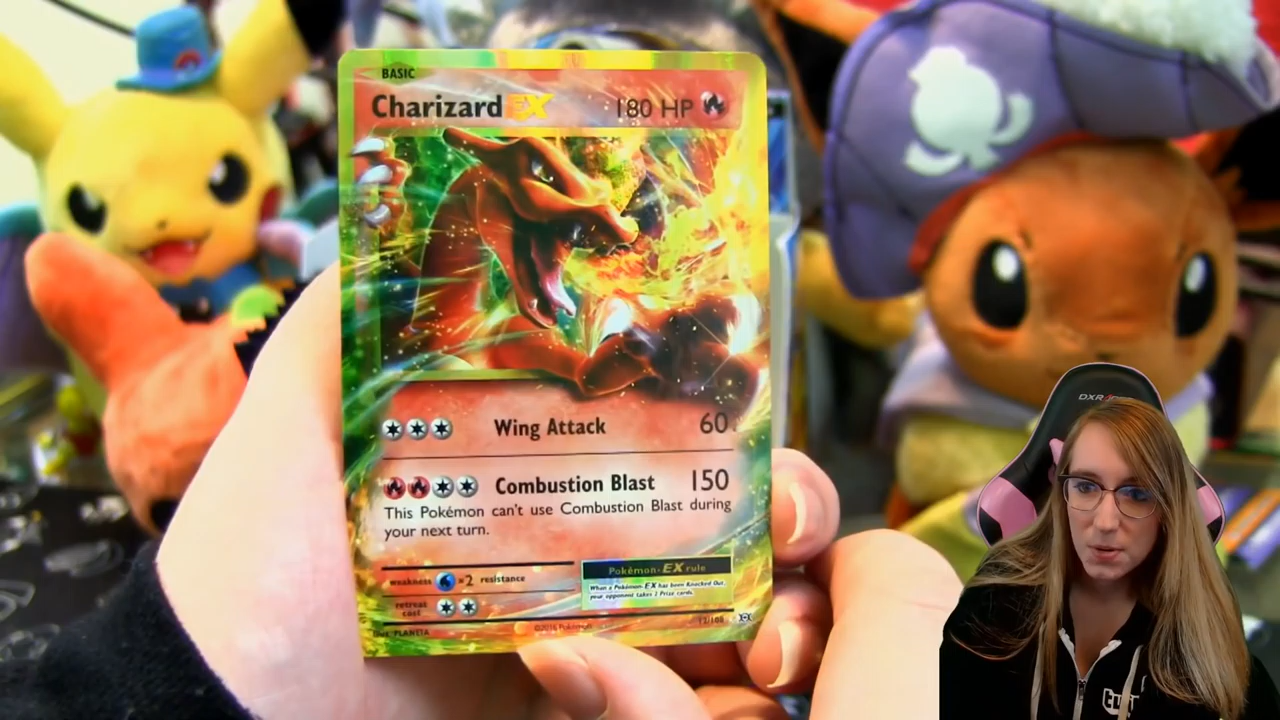 BASIC
Charizard EX 180 HP
Wing Attack 60
Combustion Blast 150
This Pokémon can't use Combustion Blast during
your next turn.
weakness ×2 resistance
Pokémon-EX rule
When a Pokémon-EX has been Knocked Out,
your opponent takes 2 Prize cards.
retreat
cost
Illus. PLANETA
©2016 Pokémon
12/108
DXR